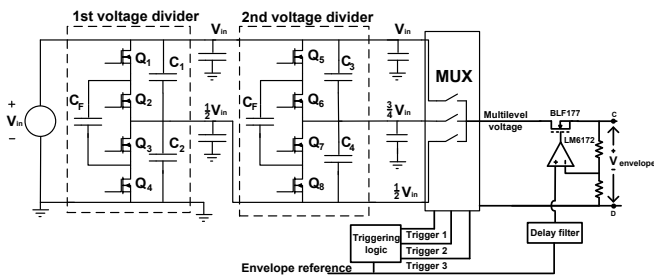 1st voltage divider
2nd voltage divider
Vin
Vin
Vin
Q1
C1
Q5
C3
MUX
Q2
Q6
CF
CF
½Vin
¾Vin
Multilevel
voltage
BLF177
C
LM6172
+
Vin
−
Q3
C2
Q7
C4
+ −
+
Venvelope
-
Q4
Q8
½Vin
D
Triggering
logic
Trigger 1
Trigger 2
Trigger 3
Delay filter
Envelope reference